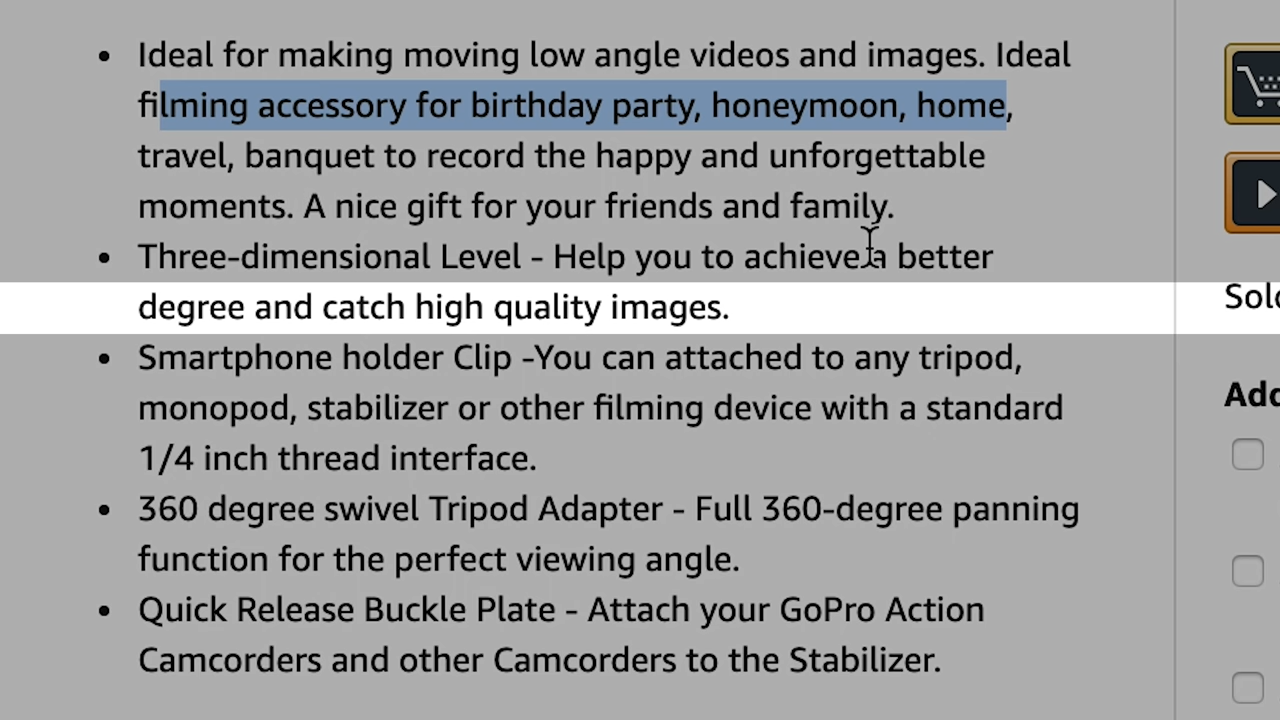 Ideal for making moving low angle videos and images. Ideal
filming accessory for birthday party, honeymoon, home,
travel, banquet to record the happy and unforgettable
moments. A nice gift for your friends and family.
Three-dimensional Level - Help you to achieve a better
degree and catch high quality images.
Smartphone holder Clip -You can attached to any tripod,
monopod, stabilizer or other filming device with a standard
1/4 inch thread interface.
360 degree swivel Tripod Adapter - Full 360-degree panning
function for the perfect viewing angle.
Quick Release Buckle Plate - Attach your GoPro Action
Camcorders and other Camcorders to the Stabilizer.